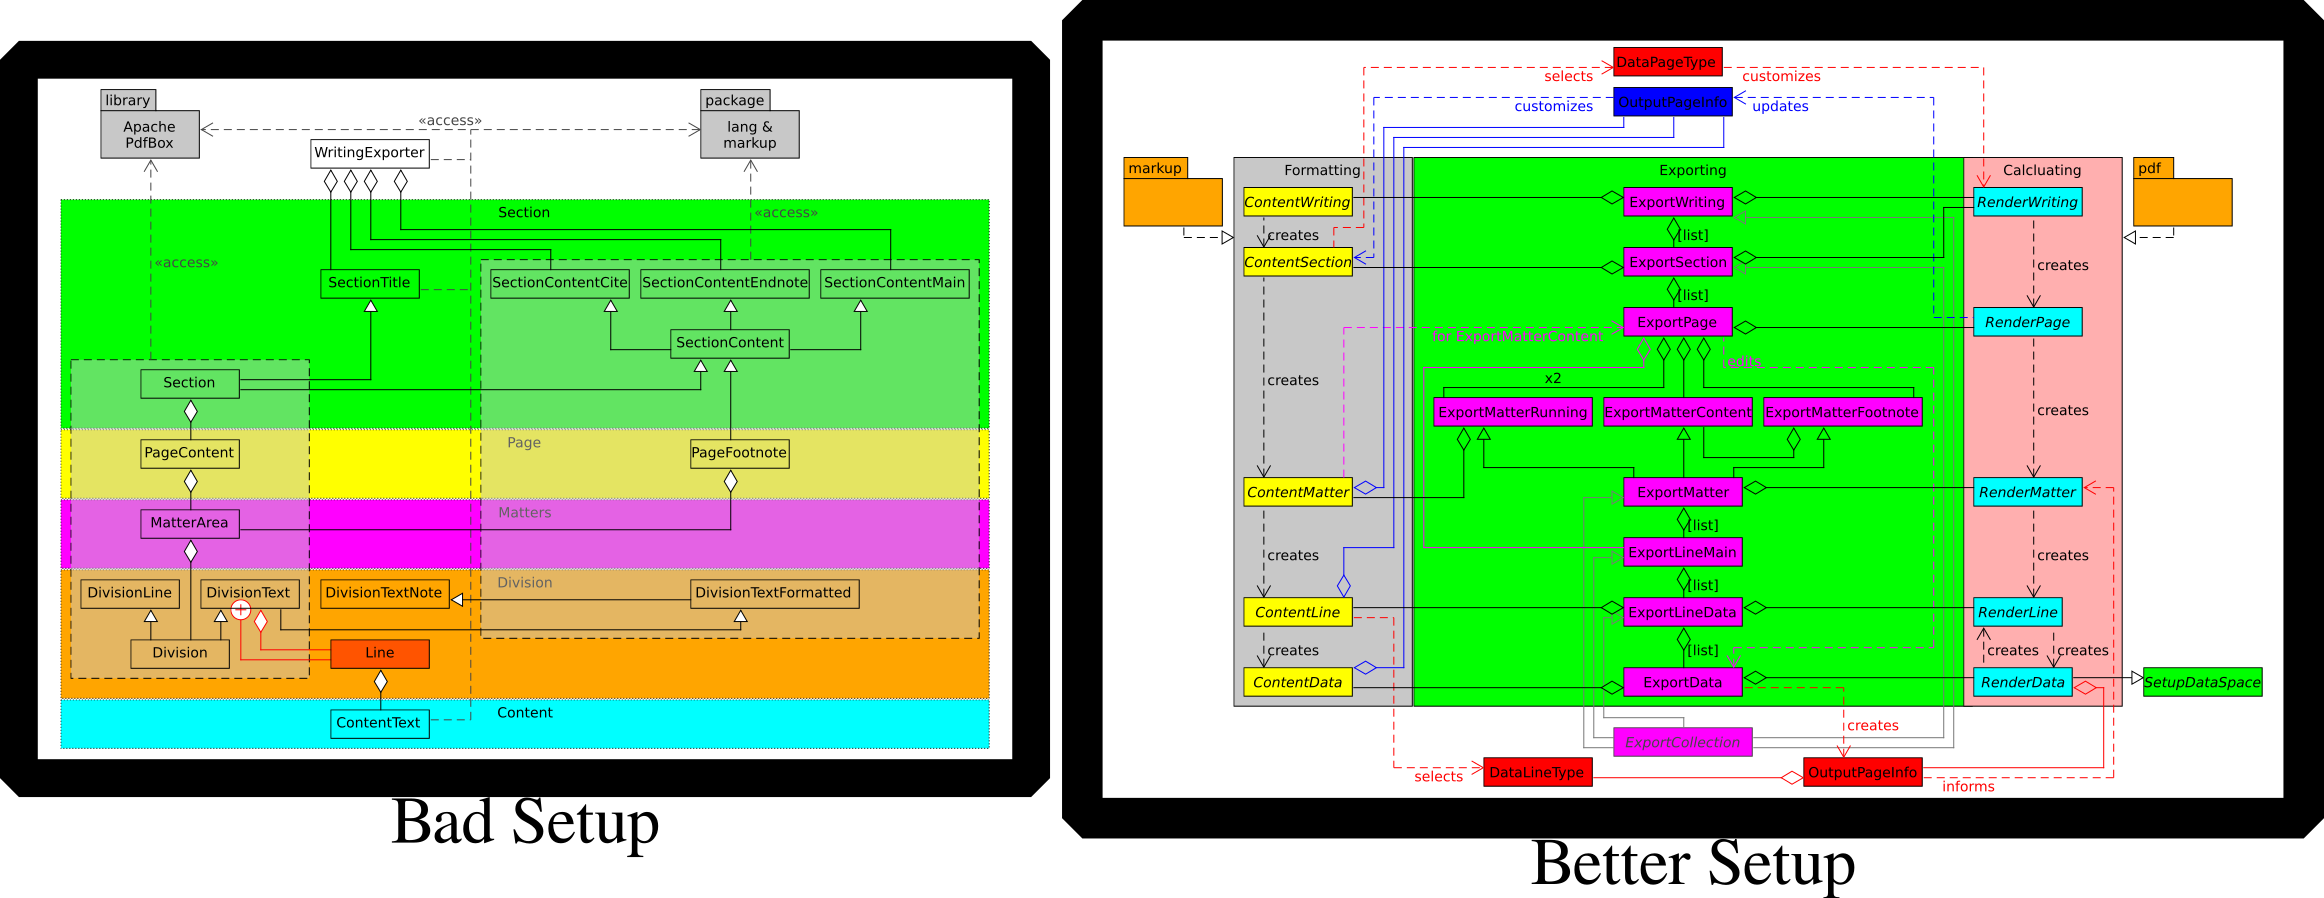 library
Apache
PdfBox
«access»
package
lang &
markup
WritingExporter
Section
«access»
«access»
SectionTitle
SectionContentCite
SectionContentEndnote
SectionContentMain
SectionContent
Section
Page
PageContent
PageFootnote
Matters
MatterArea
Division
DivisionLine
DivisionText
DivisionTextNote
DivisionTextFormatted
Division
Line
Content
ContentText
Bad Setup
DataPageType
selects
customizes
OutputPageInfo
customizes
updates
markup
Formatting
Exporting
Calcluating
pdf
ContentWriting
ExportWriting
RenderWriting
creates
[list]
ContentSection
ExportSection
creates
[list]
ExportPage
RenderPage
for ExportMatterContent
edits
creates
x2
creates
ExportMatterRunning
ExportMatterContent
ExportMatterFootnote
ContentMatter
ExportMatter
RenderMatter
[list]
creates
ExportLineMain
creates
[list]
ContentLine
ExportLineData
RenderLine
creates
[list]
creates
creates
ContentData
ExportData
RenderData
SetupDataSpace
creates
ExportCollection
selects
DataLineType
OutputPageInfo
informs
Better Setup